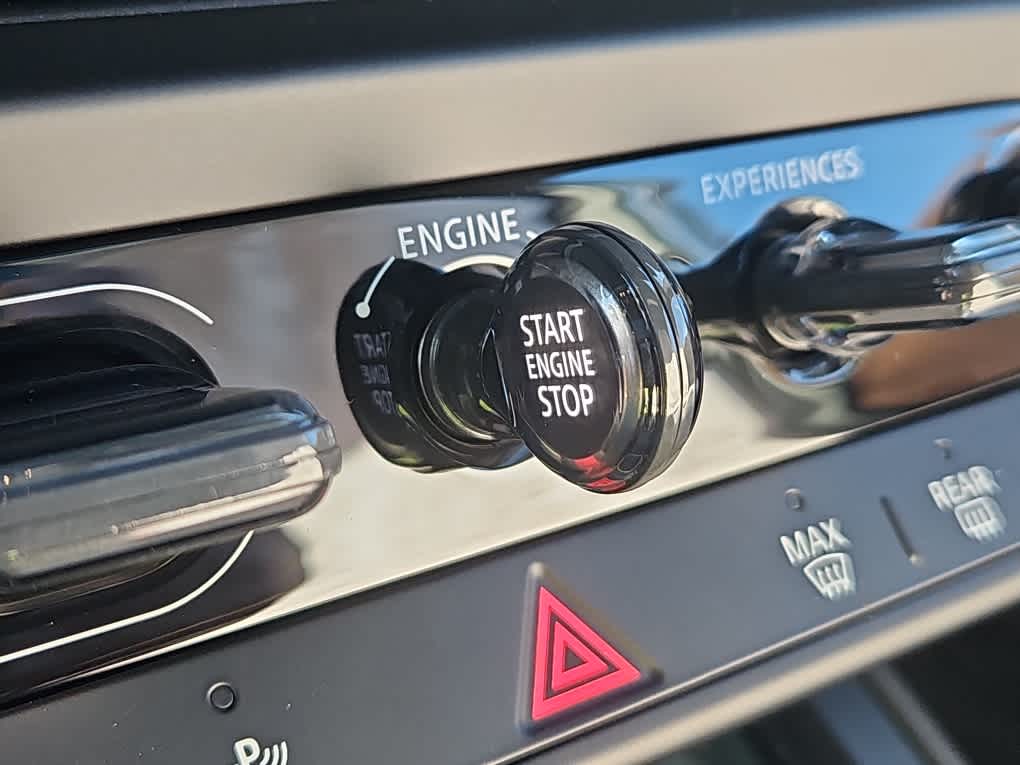 EXPERIENCES
ENGINE
START
ENGINE
STOP
REAR
MAX
P